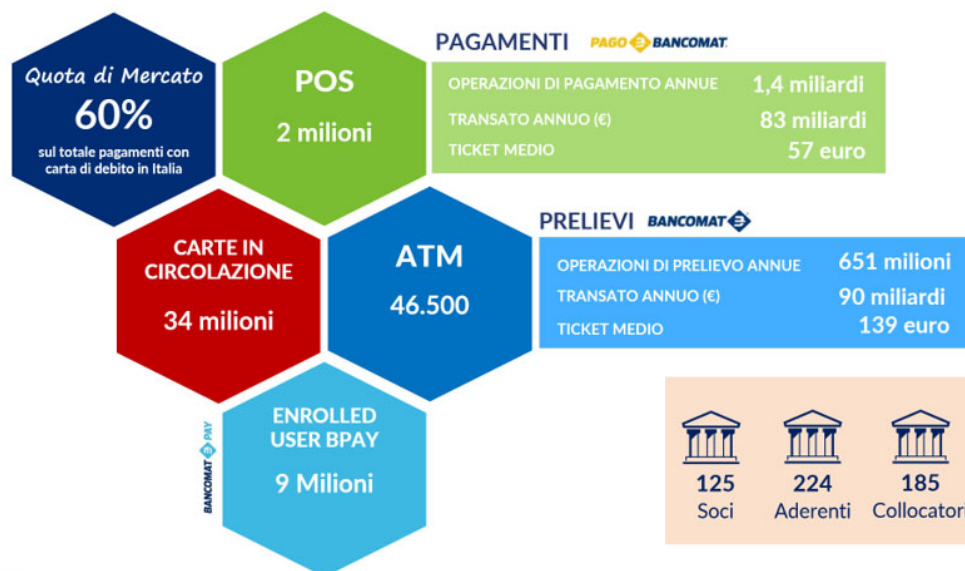 Quota di Mercato
60%
sul totale pagamenti con
carta di debito in Italia
POS
2 milioni
PAGAMENTI PAGO BANCOMAT
OPERAZIONI DI PAGAMENTO ANNUE 1,4 miliardi
TRANSATO ANNUO (€) 83 miliardi
TICKET MEDIO 57 euro
CARTE IN
CIRCOLAZIONE
34 milioni
ATM
46.500
PRELIEVI BANCOMAT
OPERAZIONI DI PRELIEVO ANNUE 651 milioni
TRANSATO ANNUO (€) 90 miliardi
TICKET MEDIO 139 euro
BANCOMAT PAY
ENROLLED
USER BPAY
9 Milioni
125 224 185
Soci Aderenti Collocatori